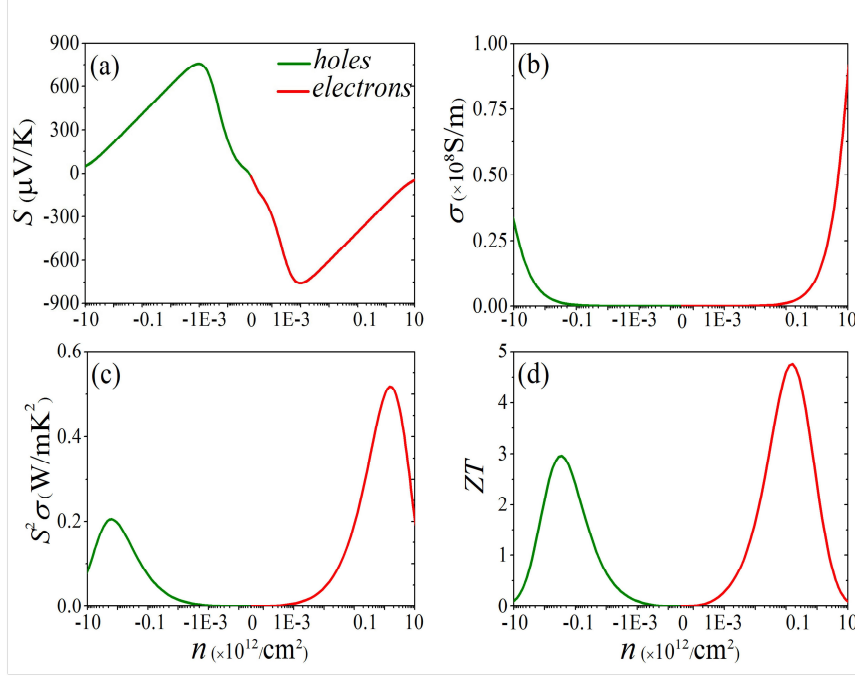 (a)
holes
electrons
S (μV/K)
900
600
300
0
-300
-600
-900
-10 -0.1 -1E-3 0 1E-3 0.1 10
(b)
σ (×10⁸S/m)
1.00
0.75
0.50
0.25
0.00
-10 -0.1 -1E-3 0 1E-3 0.1 10
(c)
S²σ (W/mK²)
0.6
0.4
0.2
0.0
-10 -0.1 -1E-3 0 1E-3 0.1 10
n (×10¹²/cm²)
(d)
ZT
5
4
3
2
1
0
-10 -0.1 -1E-3 0 1E-3 0.1 10
n (×10¹²/cm²)